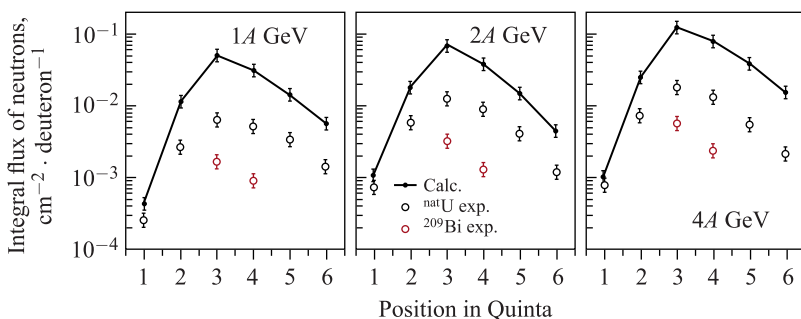 Integral flux of neutrons,
cm⁻² · deuteron⁻¹
10⁻¹
10⁻²
10⁻³
10⁻⁴
1A GeV
2A GeV
4A GeV
Calc.
ⁿᵃᵗU exp.
²⁰⁹Bi exp.
1 2 3 4 5 6
1 2 3 4 5 6
1 2 3 4 5 6
Position in Quinta